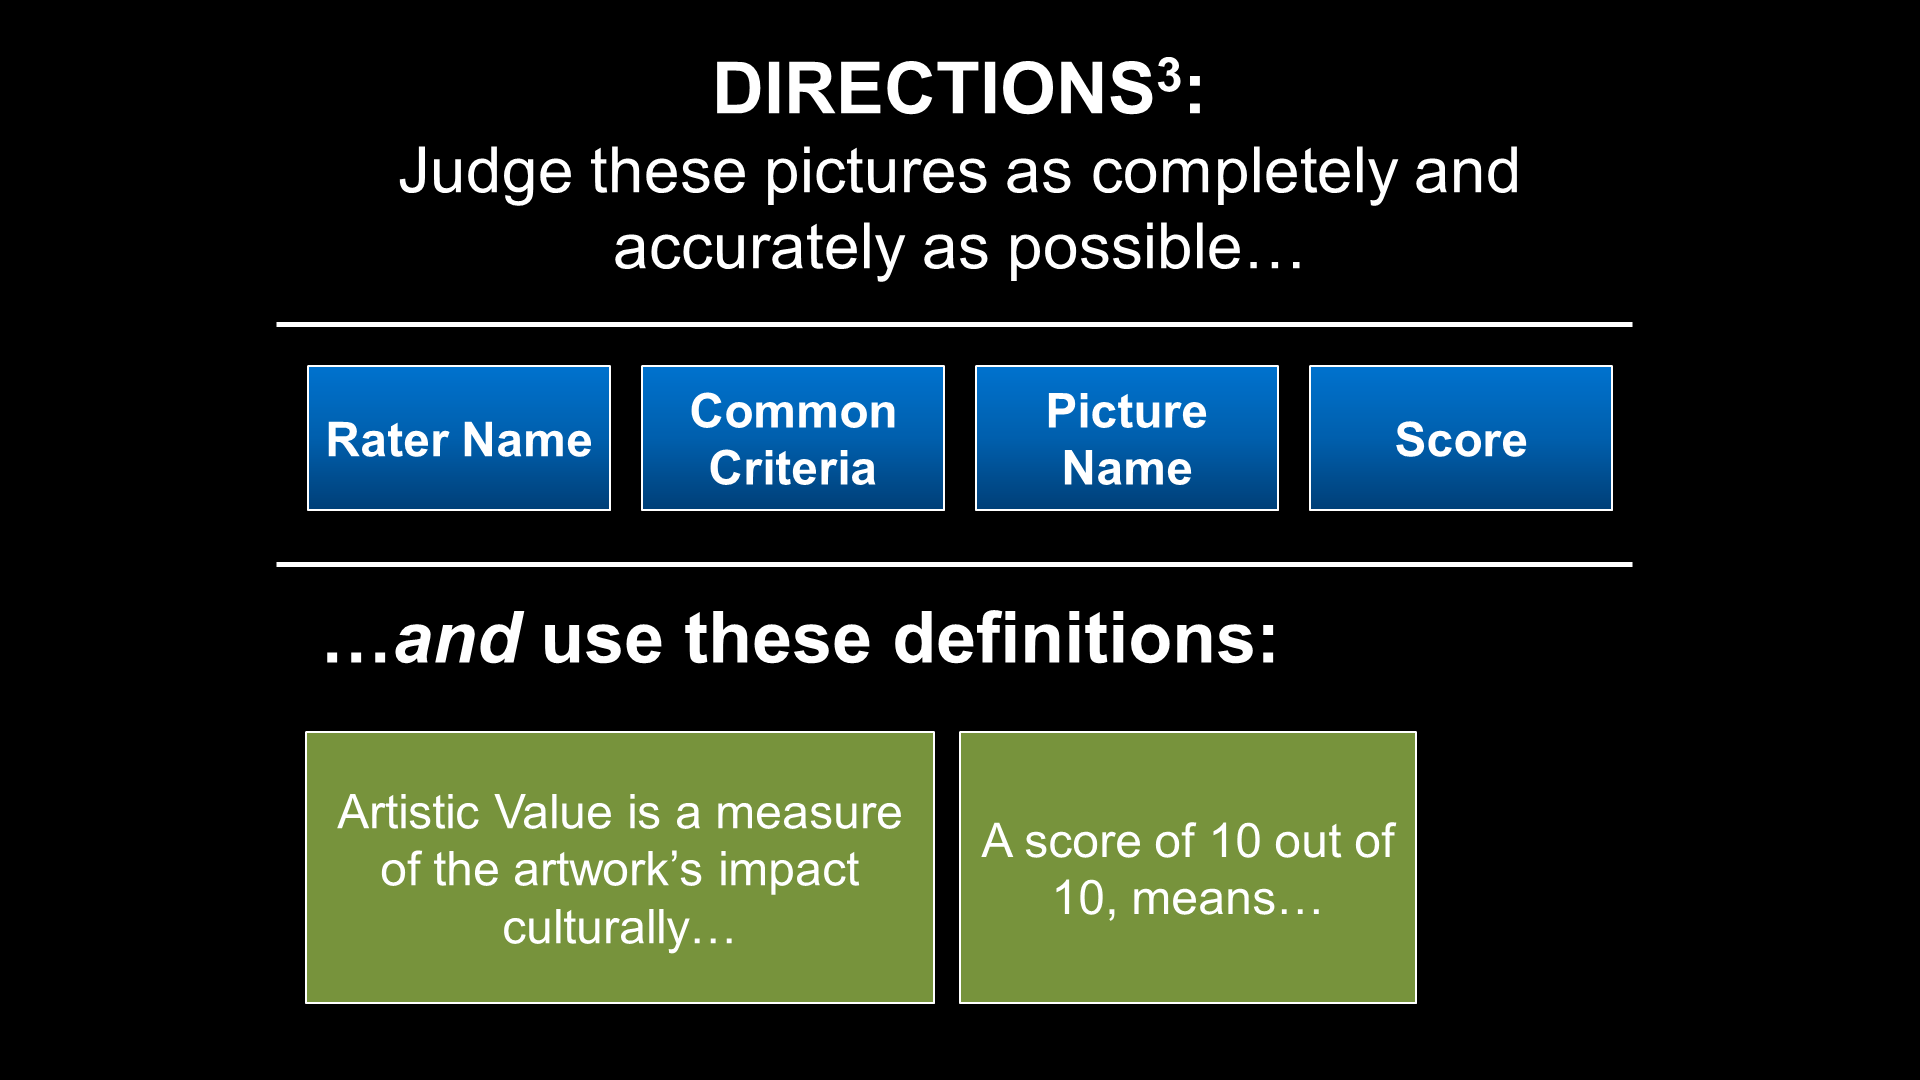 DIRECTIONS³:
Judge these pictures as completely and
accurately as possible…
Rater Name
Common
Criteria
Picture
Name
Score
…and use these definitions:
Artistic Value is a measure
of the artwork’s impact
culturally…
A score of 10 out of
10, means…